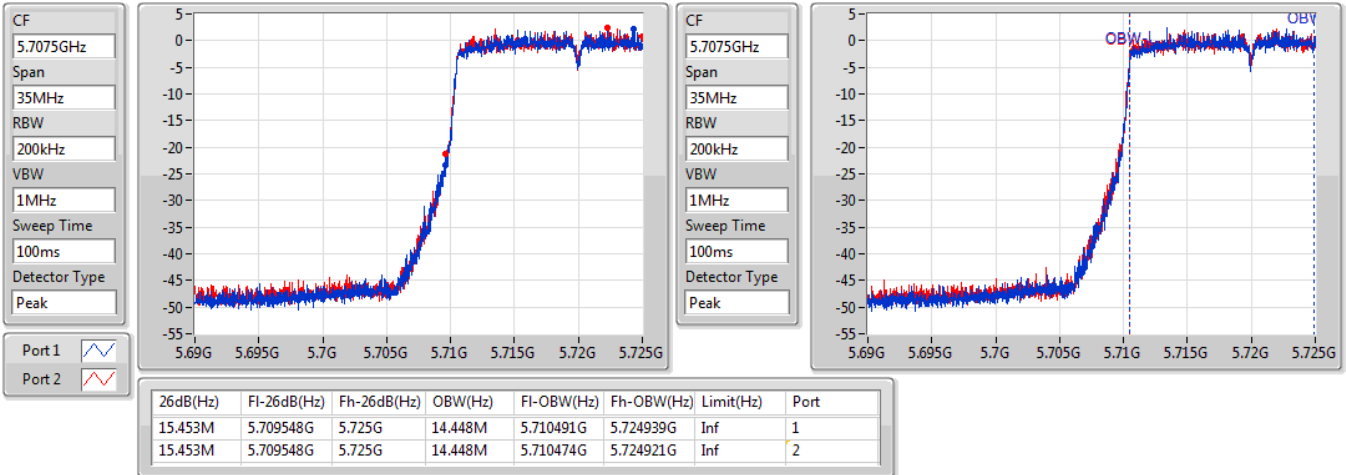 CF
5.7075GHz
Span
35MHz
RBW
200kHz
VBW
1MHz
Sweep Time
100ms
Detector Type
Peak
Port 1
Port 2
5
0
-5
-10
-15
-20
-25
-30
-35
-40
-45
-50
-55
5.69G 5.695G 5.7G 5.705G 5.71G 5.715G 5.72G 5.725G
CF
5.7075GHz
Span
35MHz
RBW
200kHz
VBW
1MHz
Sweep Time
100ms
Detector Type
Peak
5
0
-5
-10
-15
-20
-25
-30
-35
-40
-45
-50
-55
OBW
OBW
5.69G 5.695G 5.7G 5.705G 5.71G 5.715G 5.72G 5.725G
26dB(Hz) Fl-26dB(Hz) Fh-26dB(Hz) OBW(Hz) Fl-OBW(Hz) Fh-OBW(Hz) Limit(Hz) Port
15.453M 5.709548G 5.725G 14.448M 5.710491G 5.724939G Inf 1
15.453M 5.709548G 5.725G 14.448M 5.710474G 5.724921G Inf 2